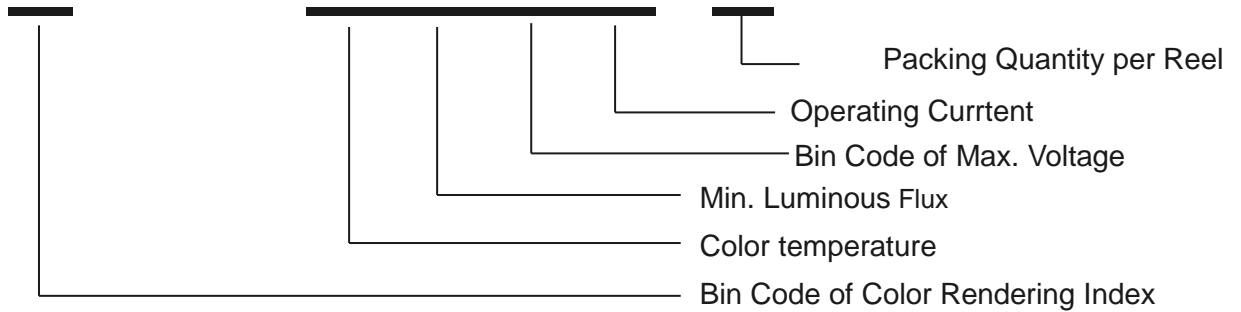 Packing Quantity per Reel
Operating Currtent
Bin Code of Max. Voltage
Min. Luminous Flux
Color temperature
Bin Code of Color Rendering Index